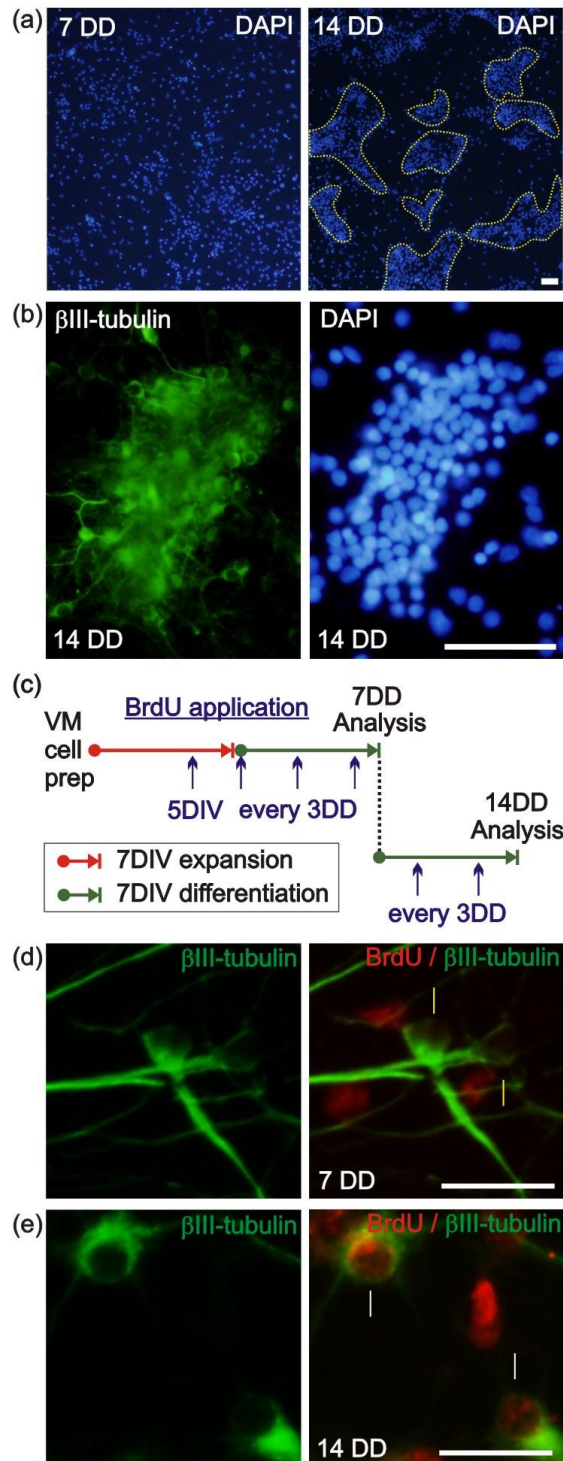 (a)
7 DD DAPI
14 DD DAPI
(b)
βIII-tubulin
14 DD
DAPI
14 DD
(c)
VM
cell
prep
BrdU application
7DD
Analysis
5DIV
every 3DD
14DD
Analysis
7DIV expansion
7DIV differentiation
every 3DD
(d)
βIII-tubulin
BrdU / βIII-tubulin
7 DD
(e)
βIII-tubulin
BrdU / βIII-tubulin
14 DD